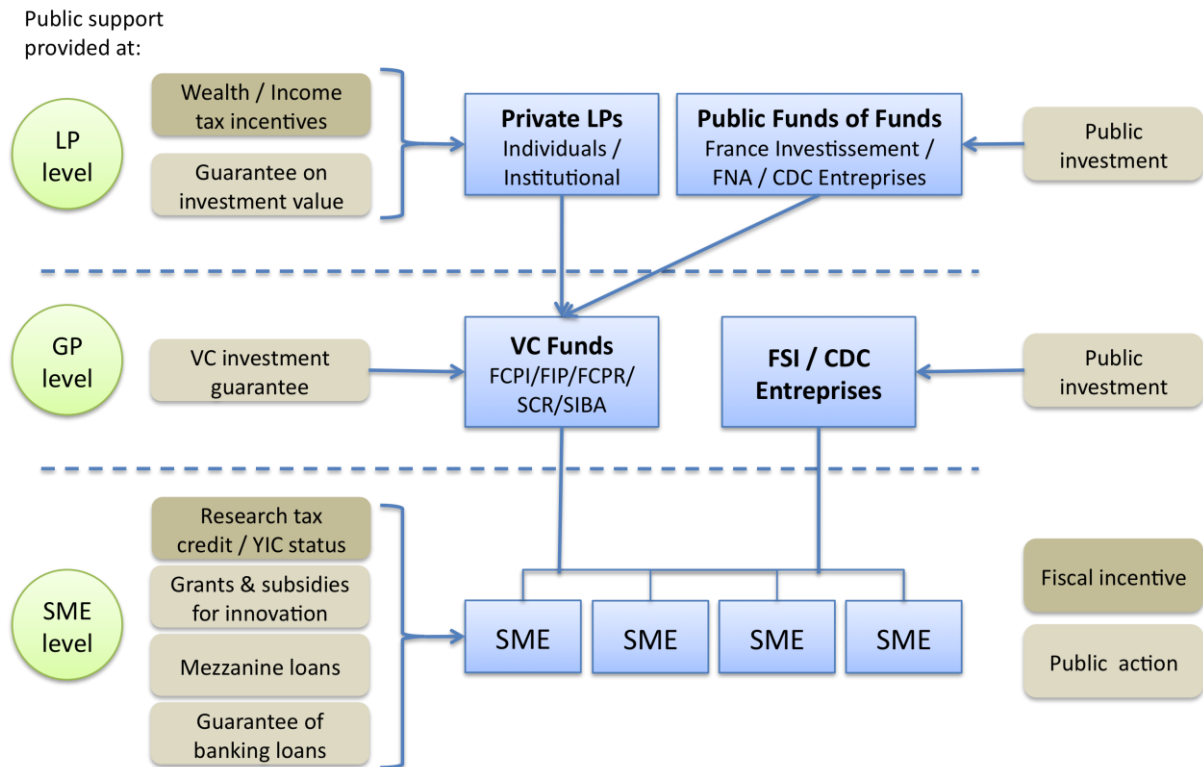 Public support
provided at:
LP
level
Wealth / Income
tax incentives
Guarantee on
investment value
Private LPs
Individuals /
Institutional
Public Funds of Funds
France Investissement /
FNA / CDC Entreprises
Public
investment
GP
level
VC investment
guarantee
VC Funds
FCPI/FIP/FCPR/
SCR/SIBA
FSI / CDC
Entreprises
Public
investment
SME
level
Research tax
credit / YIC status
Grants & subsidies
for innovation
Mezzanine loans
Guarantee of
banking loans
SME
SME
SME
SME
Fiscal incentive
Public action